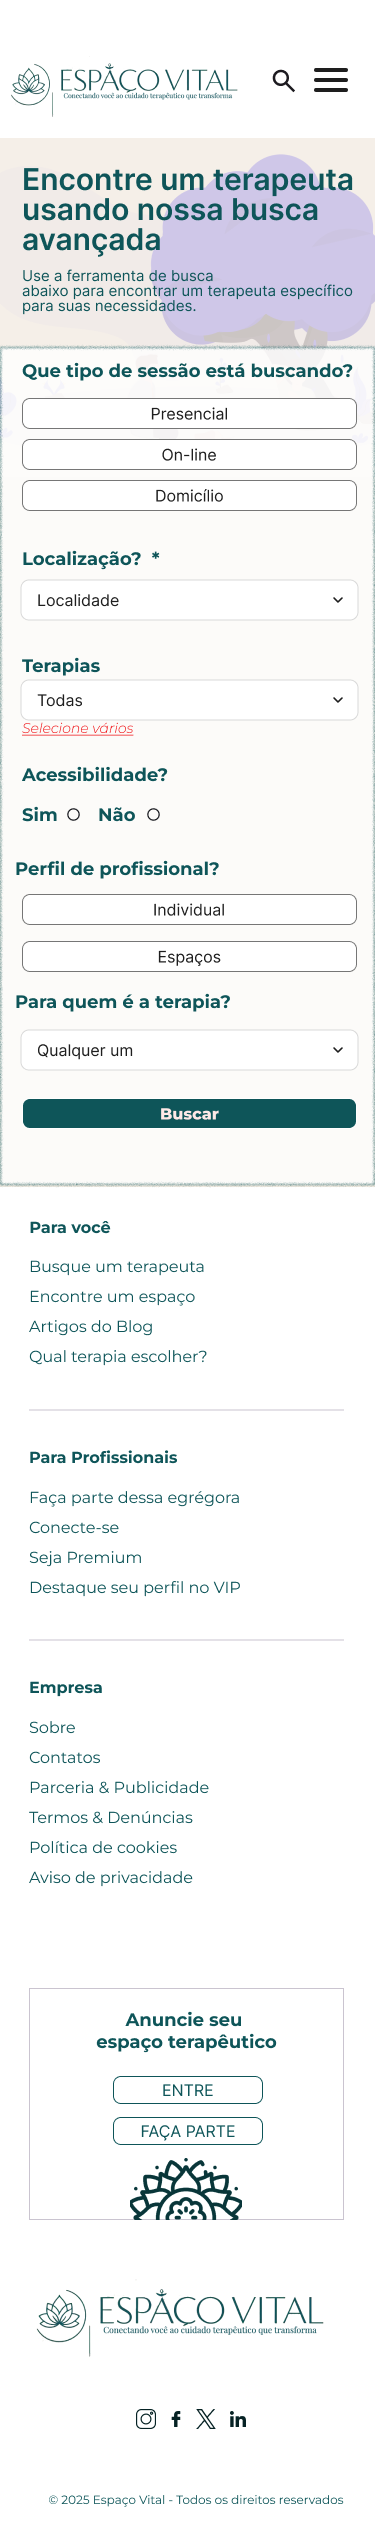 ESPAÇO VITAL
Conectando você ao cuidado terapêutico que transforma
Encontre um terapeuta
usando nossa busca
avançada
Use a ferramenta de busca
abaixo para encontrar um terapeuta específico
para suas necessidades.
Que tipo de sessão está buscando?
Presencial
On-line
Domicílio
Localização? *
Localidade
Terapias
Todas
Selecione vários
Acessibilidade?
Sim Não
Perfil de profissional?
Individual
Espaços
Para quem é a terapia?
Qualquer um
Buscar
Para você
Busque um terapeuta
Encontre um espaço
Artigos do Blog
Qual terapia escolher?
Para Profissionais
Faça parte dessa egrégora
Conecte-se
Seja Premium
Destaque seu perfil no VIP
Empresa
Sobre
Contatos
Parceria & Publicidade
Termos & Denúncias
Política de cookies
Aviso de privacidade
Anuncie seu
espaço terapêutico
ENTRE
FAÇA PARTE
ESPAÇO VITAL
Conectando você ao cuidado terapêutico que transforma
© 2025 Espaço Vital - Todos os direitos reservados